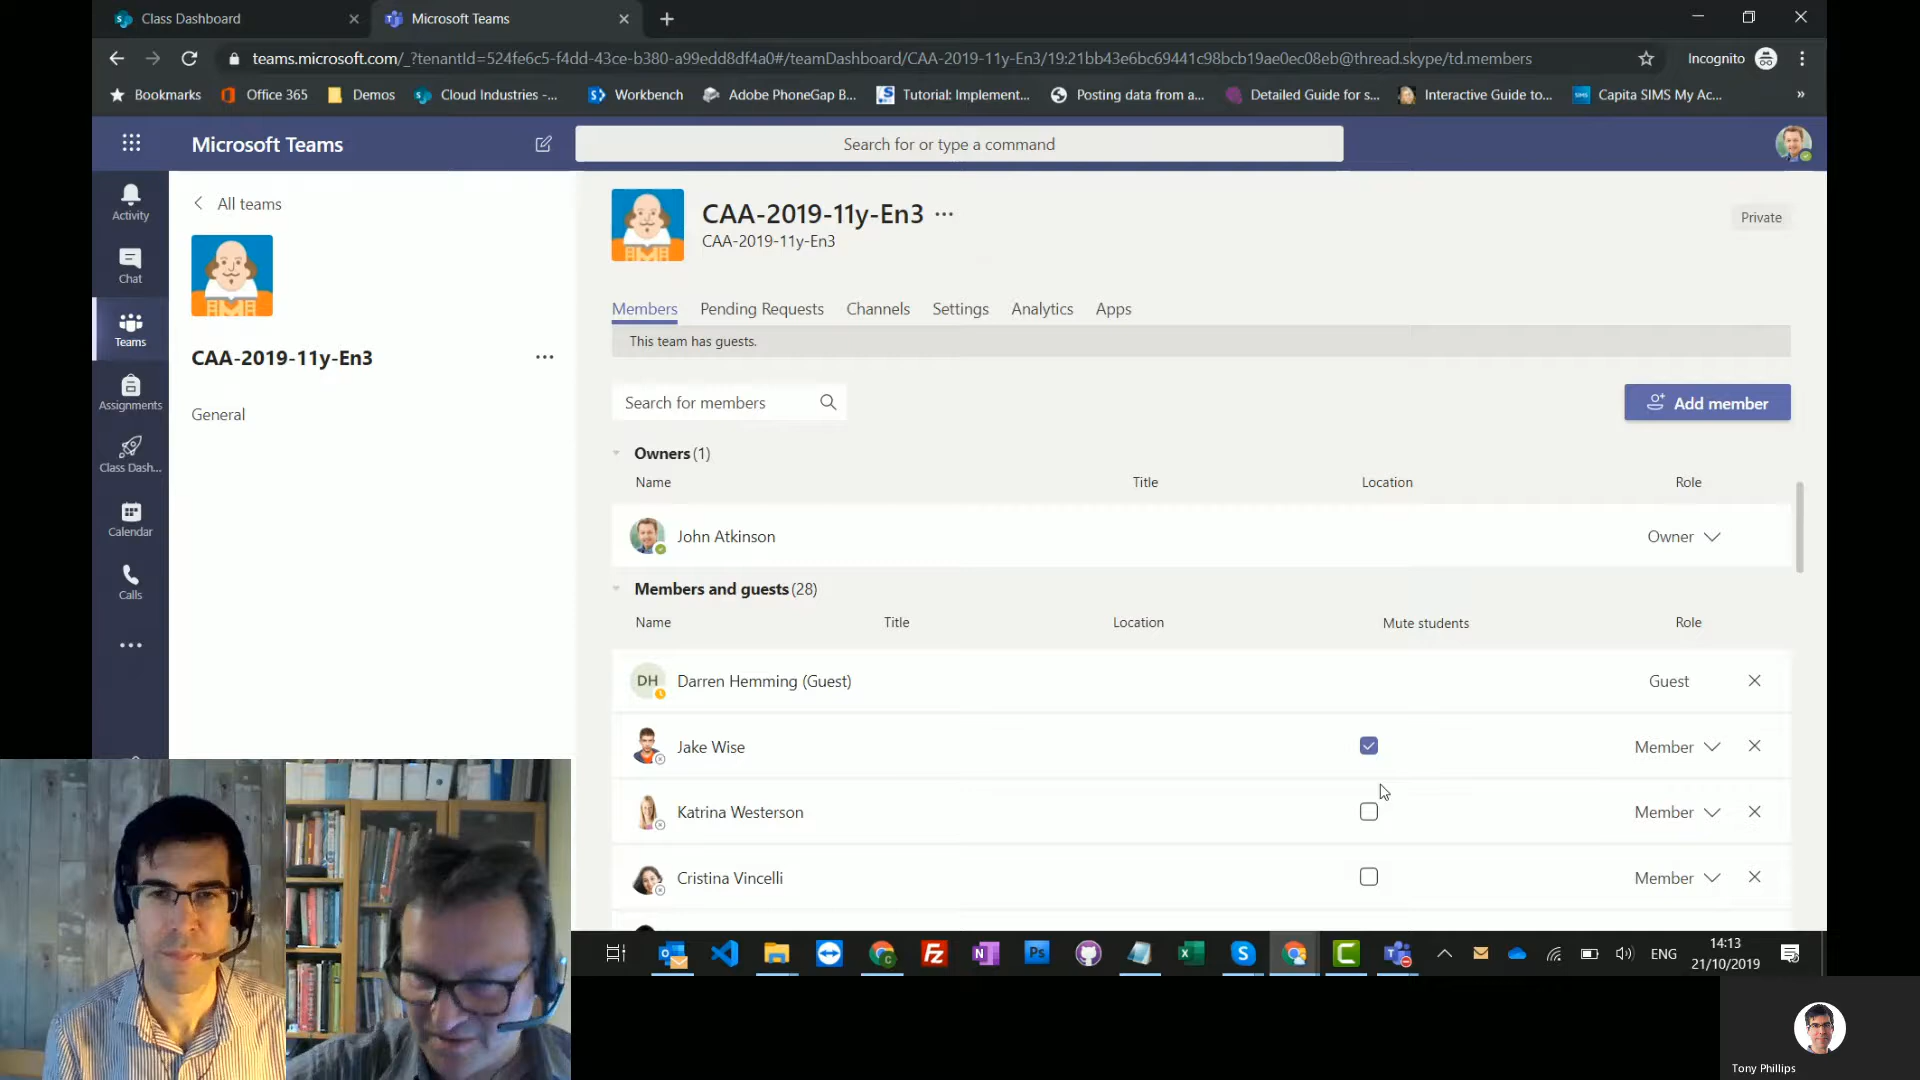 Class Dashboard
Microsoft Teams
teams.microsoft.com/_?tenantId=524fe6c5-f4dd-43ce-b380-a99edd8df4a0#/teamDashboard/CAA-2019-11y-En3/19:21bb43e6bc69441c98bcb19ae0ec08eb@thread.skype/td.members
Incognito
Bookmarks
Office 365
Demos
Cloud Industries -...
Workbench
Adobe PhoneGap B...
Tutorial: Implement...
Posting data from a...
Detailed Guide for s...
Interactive Guide to...
Capita SIMS My Ac...
»
Microsoft Teams
Search for or type a command
Activity
Chat
Teams
Assignments
Class Dash...
Calendar
Calls
All teams
CAA-2019-11y-En3
General
CAA-2019-11y-En3
CAA-2019-11y-En3
Private
Members
Pending Requests
Channels
Settings
Analytics
Apps
This team has guests.
Search for members
Add member
Owners (1)
Name Title Location Role
John Atkinson Owner
Members and guests (28)
Name Title Location Mute students Role
DH Darren Hemming (Guest) Guest
Jake Wise Member
Katrina Westerson Member
Cristina Vincelli Member
ENG
14:13
21/10/2019
Tony Phillips